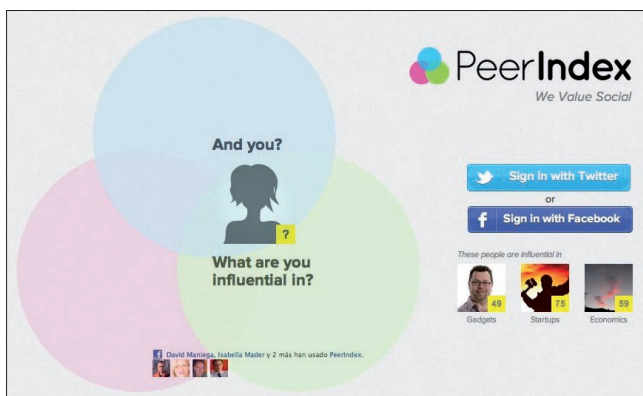 And you?
?
What are you
influential in?
David Maniega, Isabella Mader y 2 más han usado PeerIndex.
PeerIndex
We Value Social
Sign in with Twitter
or
Sign in with Facebook
These people are influential in
49
75
59
Gadgets
Startups
Economics